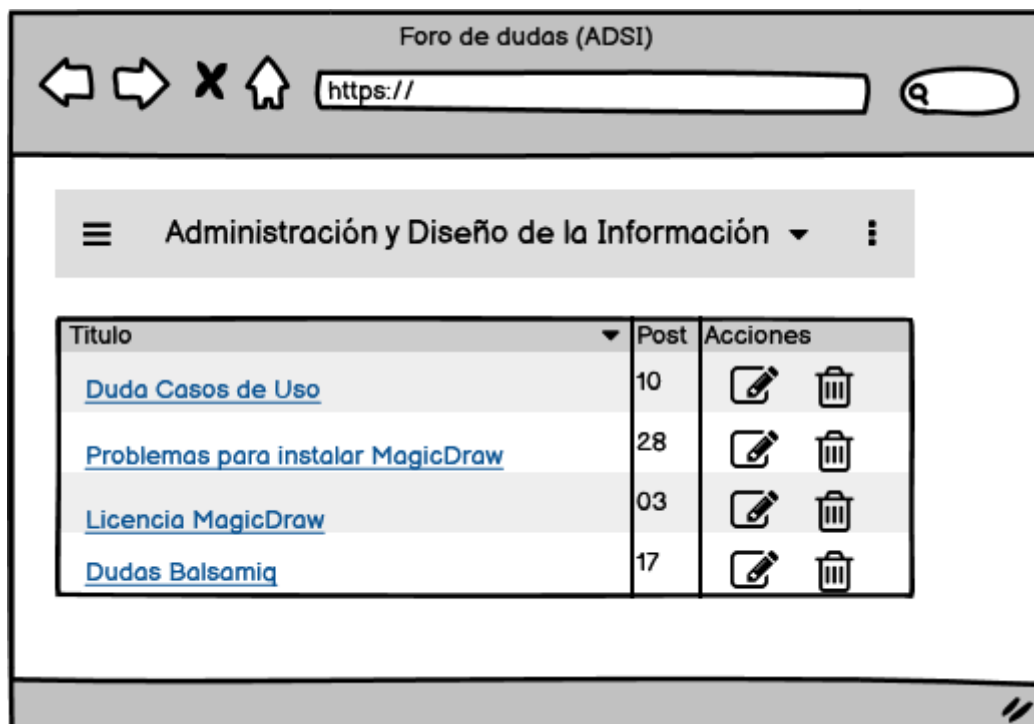 Foro de dudas (ADSI)
https://
Administración y Diseño de la Información
Titulo Post Acciones
Duda Casos de Uso 10
Problemas para instalar MagicDraw 28
Licencia MagicDraw 03
Dudas Balsamiq 17